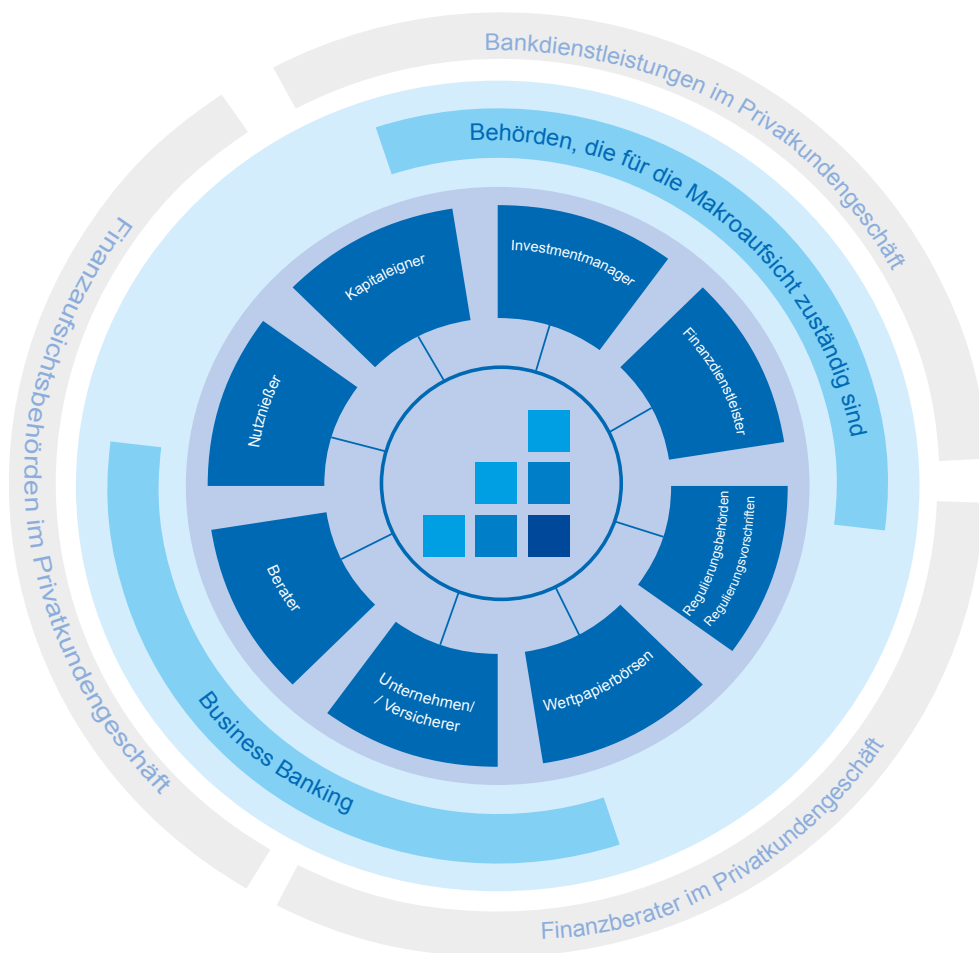 Bankdienstleistungen im Privatkundengeschäft
Behörden, die für die Makroaufsicht zuständig sind
Finanzaufsichtsbehörden im Privatkundengeschäft
Kapitaleigner
Investmentmanager
Finanzdienstleister
Nutznießer
Regulierungsbehörden
Regulierungsvorschriften
Berater
Unternehmen/
/ Versicherer
Wertpapierbörsen
Business Banking
Finanzberater im Privatkundengeschäft